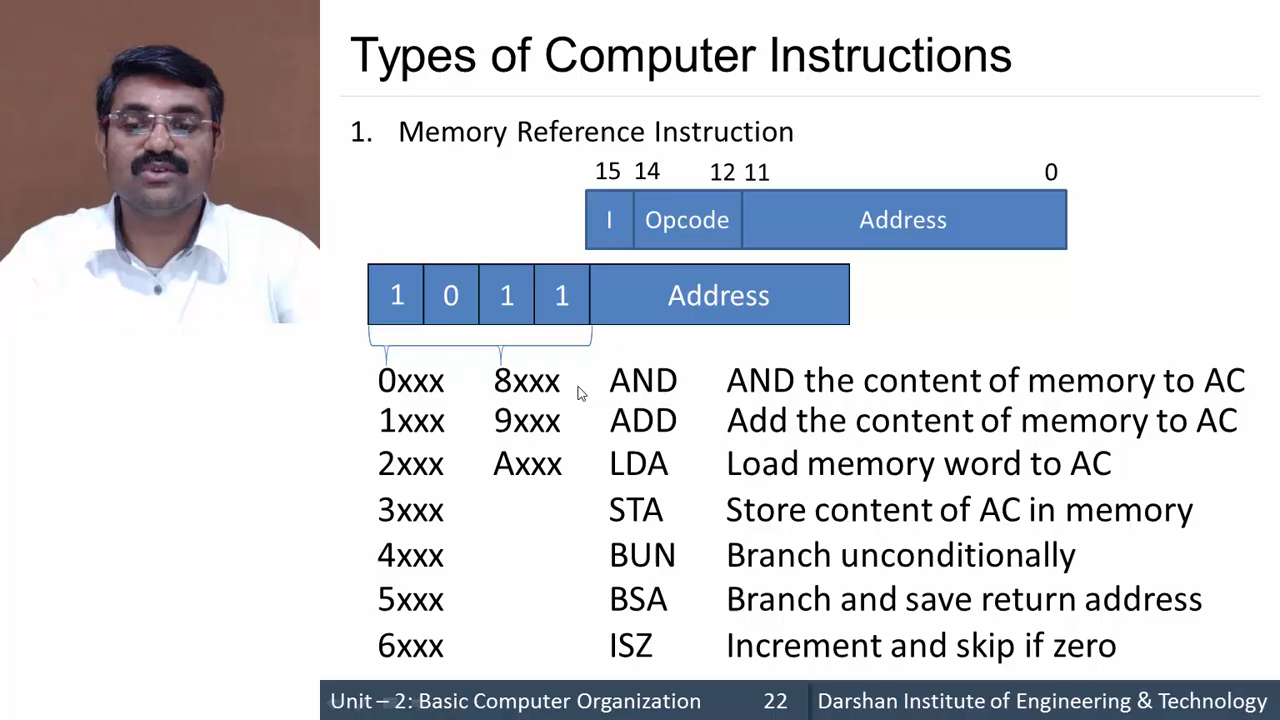 Types of Computer Instructions
1. Memory Reference Instruction
15 14 12 11 0
I Opcode Address
1 0 1 1 Address
0xxx 8xxx AND AND the content of memory to AC
1xxx 9xxx ADD Add the content of memory to AC
2xxx Axxx LDA Load memory word to AC
3xxx STA Store content of AC in memory
4xxx BUN Branch unconditionally
5xxx BSA Branch and save return address
6xxx ISZ Increment and skip if zero
Unit – 2: Basic Computer Organization 22 Darshan Institute of Engineering & Technology